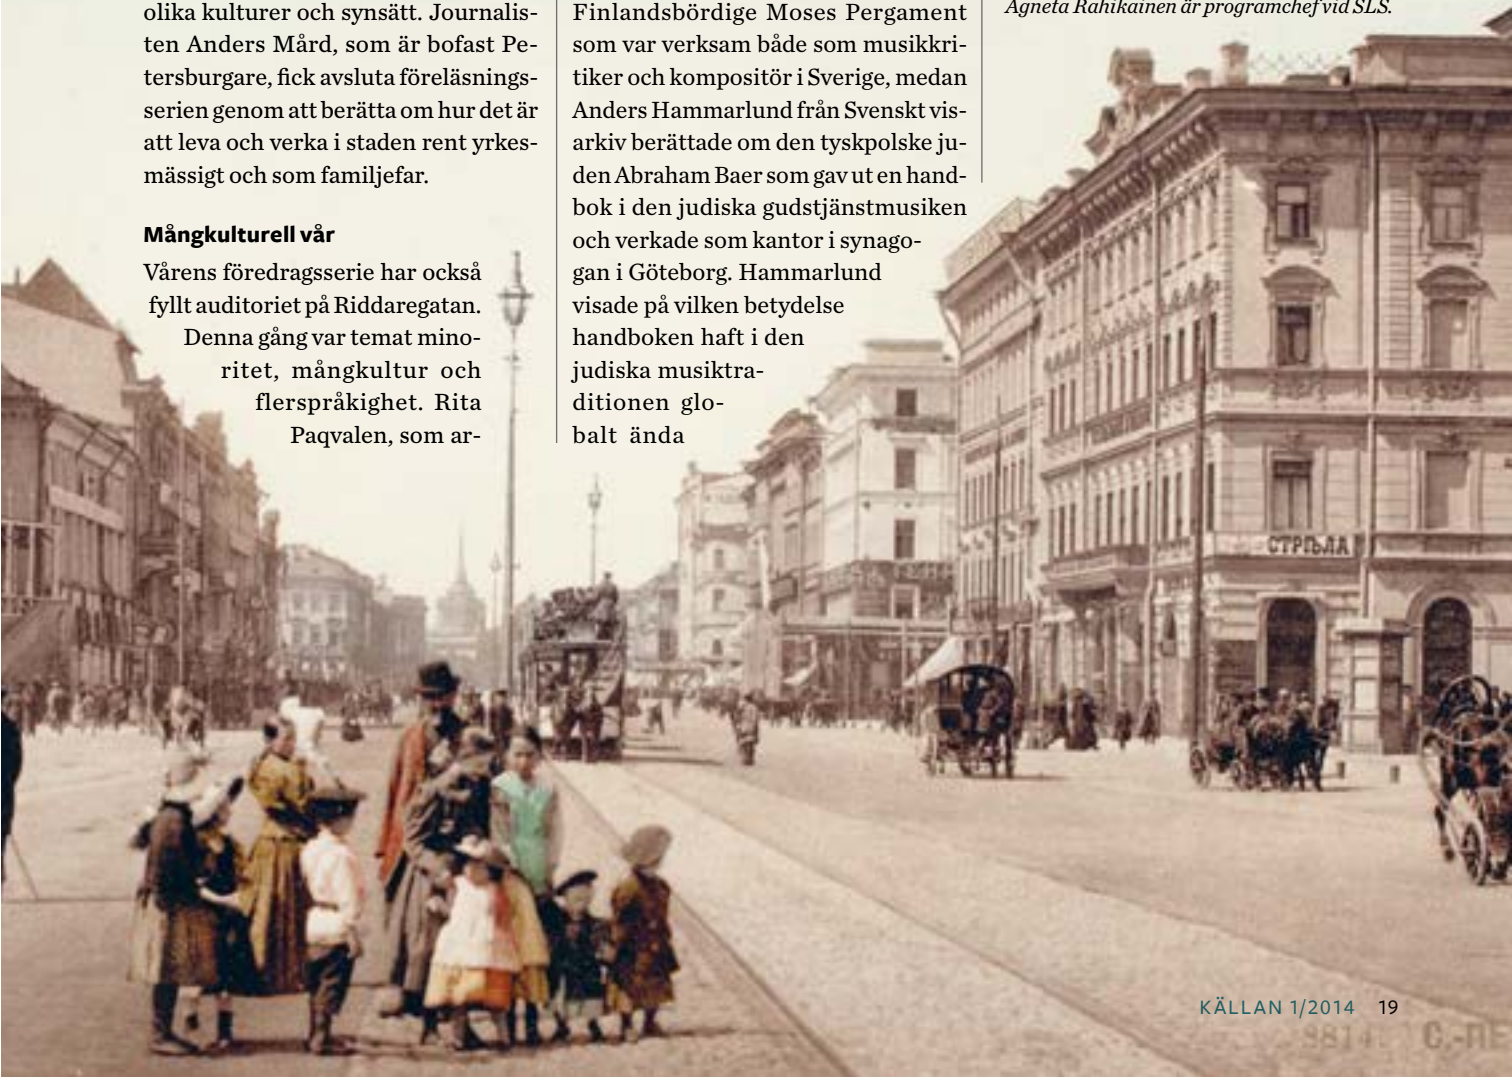 olika kulturer och synsätt. Journalis-
ten Anders Mård, som är bofast Pe-
tersburgare, fick avsluta föreläsnings-
serien genom att berätta om hur det är
att leva och verka i staden rent yrkes-
mässigt och som familjefar.
Mångkulturell vår
Vårens föredragsserie har också
fyllt auditoriet på Riddaregatan.
Denna gång var temat mino-
ritet, mångkultur och
flerspråkighet. Rita
Paqvalen, som ar-
Finlandsbördige Moses Pergament
som var verksam både som musikkri-
tiker och kompositör i Sverige, medan
Anders Hammarlund från Svenskt vis-
arkiv berättade om den tyskpolske ju-
den Abraham Baer som gav ut en hand-
bok i den judiska gudstjänstmusiken
och verkade som kantor i synago-
gan i Göteborg. Hammarlund
visade på vilken betydelse
handboken haft i den
judiska musiktra-
ditionen glo-
balt ända
Agneta Rahikainen är programchef vid SLS.
СТРѢЛА
KÄLLAN 1/2014 19
3814. С.-ПЕ